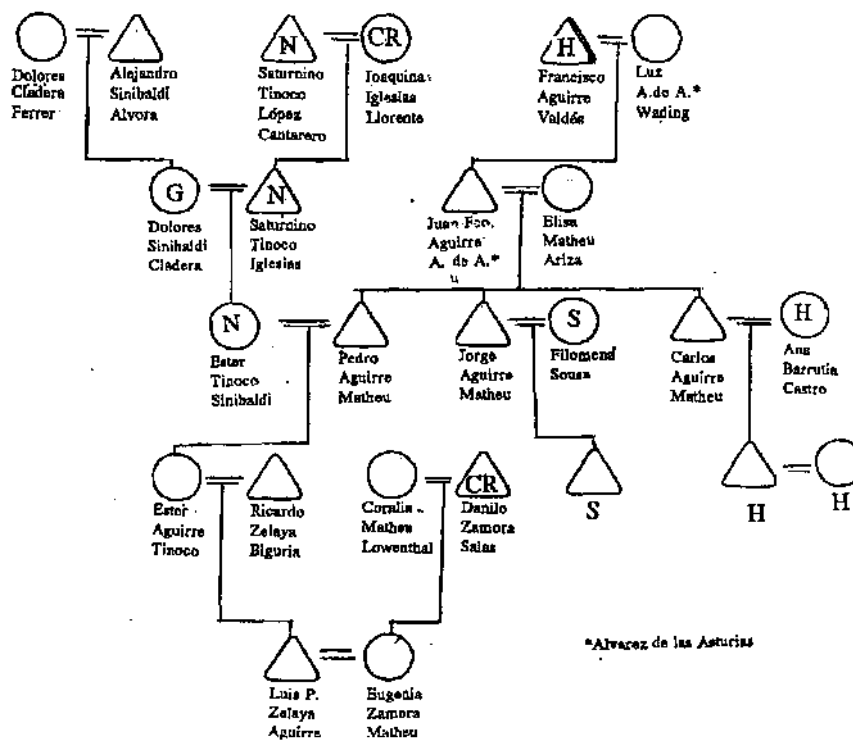 N
CR
H
Dolores
Cladera
Ferrer
Alejandro
Sinibaldi
Alvora
Saturnino
Tinoco
López
Cantarero
Joaquina
Iglesias
Llorente
Francisco
Aguirre
Valdés
Luz
A. de A.*
Wading
G
N
Dolores
Sinibaldi
Cladera
Saturnino
Tinoco
Iglesias
Juan Fco.
Aguirre
A. de A.*
Elisa
Matheu
Ariza
N
S
H
Ester
Tinoco
Sinibaldi
Pedro
Aguirre
Matheu
Jorge
Aguirre
Matheu
Filomena
Sousa
Carlos
Aguirre
Matheu
Ana
Barrutia
Castro
CR
S
H
H
Ester
Aguirre
Tinoco
Ricardo
Zelaya
Biguria
Coralia
Matheu
Lowenthal
Danilo
Zamora
Salas
*Alvarez de las Asturias
Luis P.
Zelaya
Aguirre
Eugenia
Zamora
Matheu